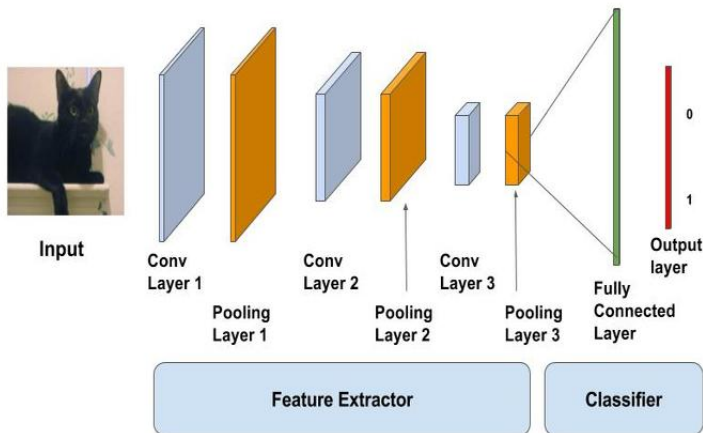 0
1
Input
Conv
Layer 1
Pooling
Layer 1
Conv
Layer 2
Pooling
Layer 2
Conv
Layer 3
Pooling
Layer 3
Fully
Connected
Layer
Output
layer
Feature Extractor
Classifier